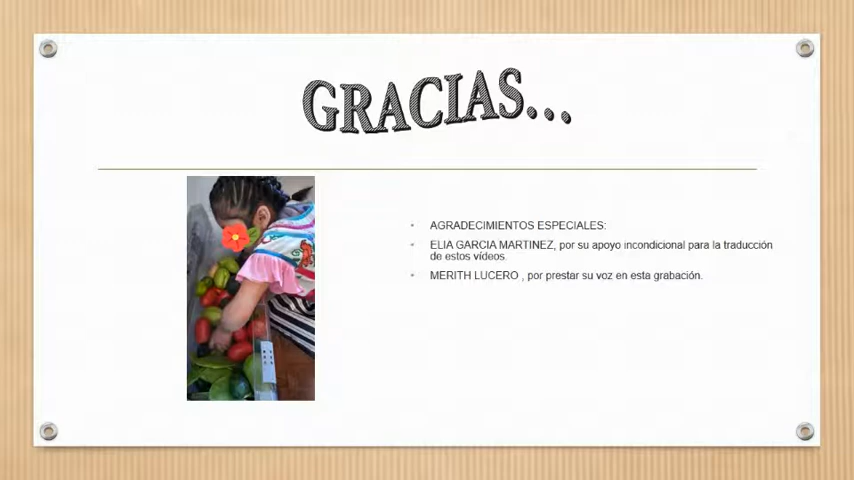 GRACIAS...
• AGRADECIMIENTOS ESPECIALES:
• ELIA GARCIA MARTINEZ, por su apoyo incondicional para la traducción
de estos vídeos.
• MERITH LUCERO , por prestar su voz en esta grabación.